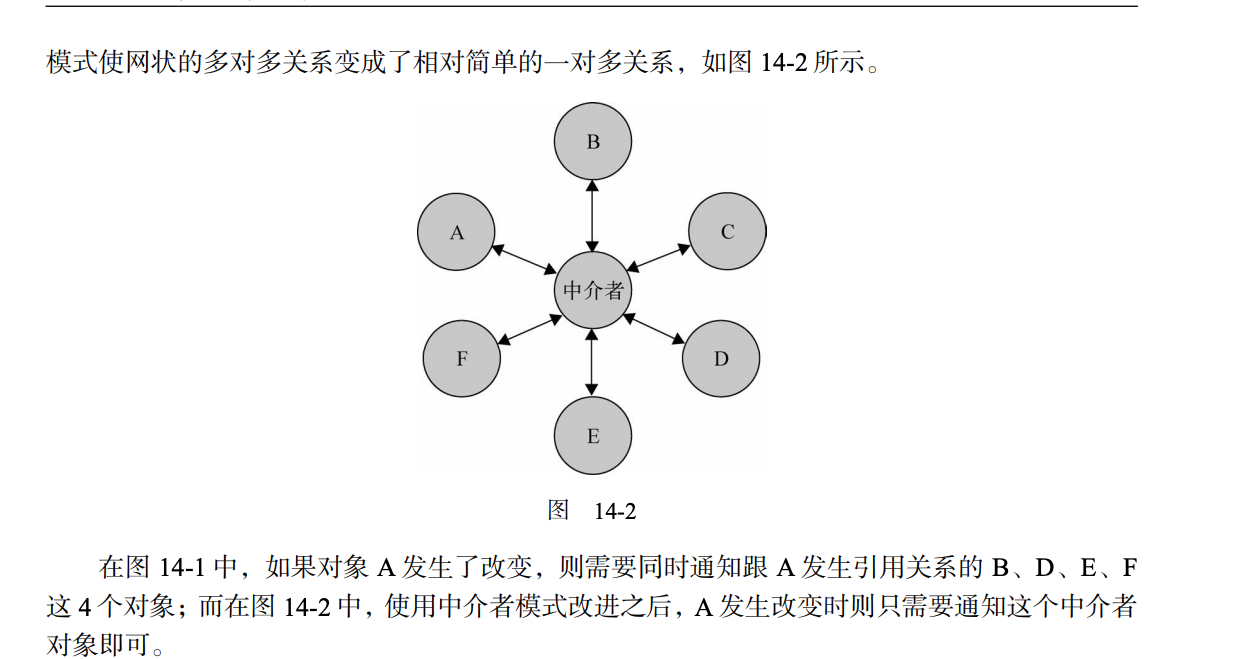 模式使网状的多对多关系变成了相对简单的一对多关系，如图 14-2 所示。
B
A
C
中介者
F
D
E
图 14-2
在图 14-1 中，如果对象 A 发生了改变，则需要同时通知跟 A 发生引用关系的 B、D、E、F
这 4 个对象；而在图 14-2 中，使用中介者模式改进之后，A 发生改变时则只需要通知这个中介者
对象即可。